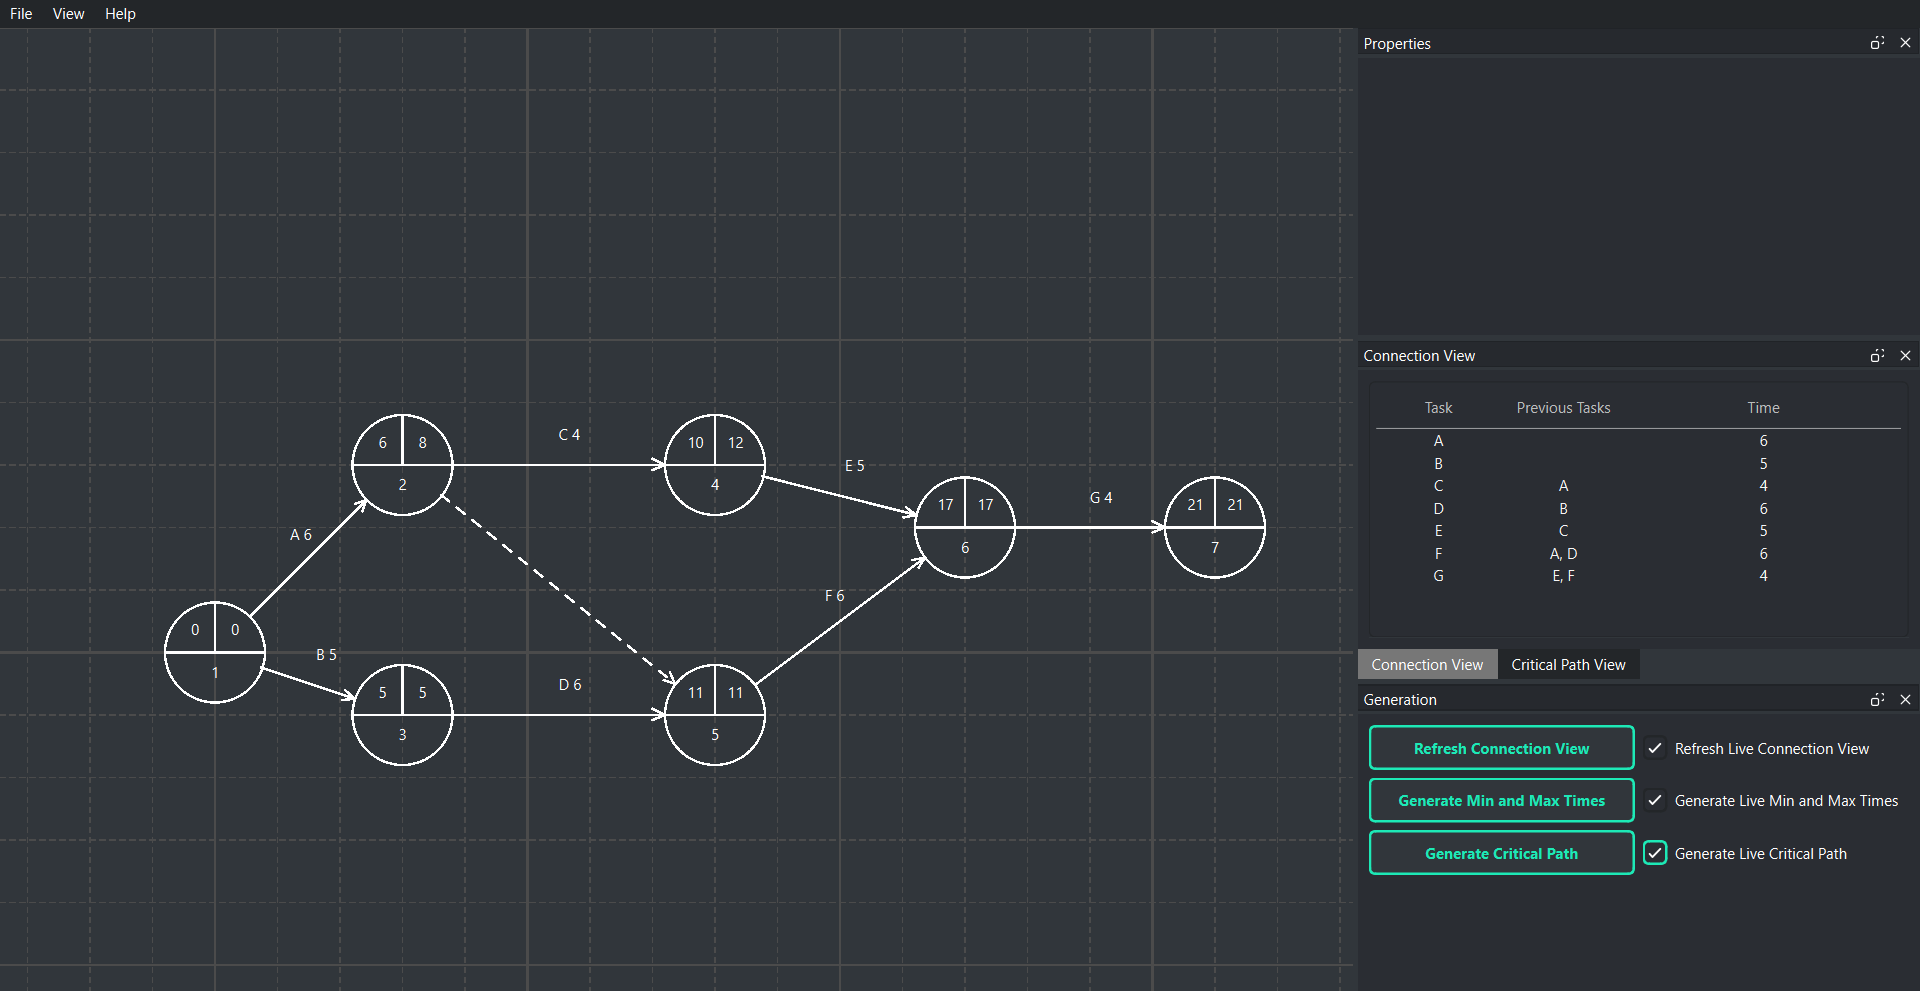 File View Help
Properties
6 8
2
C 4
10 12
4
E 5
17 17
6
G 4
21 21
7
A 6
F 6
0 0
1
B 5
5 5
3
D 6
11 11
5
Connection View
Task Previous Tasks Time
A 6
B 5
C A 4
D B 6
E C 5
F A, D 6
G E, F 4
Connection View Critical Path View
Generation
Refresh Connection View Refresh Live Connection View
Generate Min and Max Times Generate Live Min and Max Times
Generate Critical Path Generate Live Critical Path